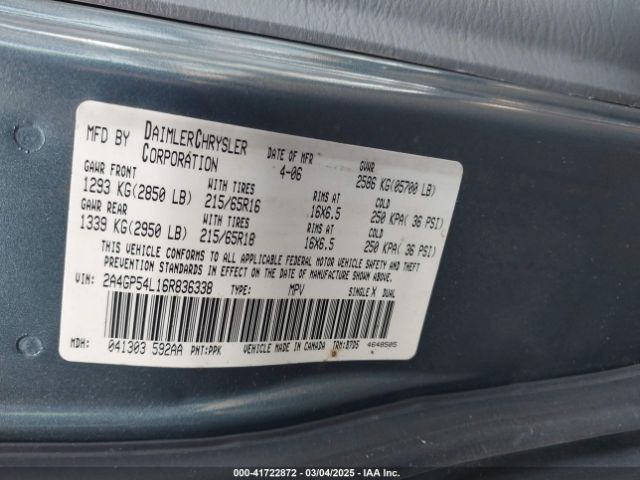 MFD BY DAIMLERCHRYSLER CORPORATION
DATE OF MFR 4-06
GVWR 2586 KG(05700 LB)
GAWR FRONT 1293 KG(2850 LB) WITH TIRES 215/65R16 RIMS AT 16X6.5 COLD 250 KPA( 36 PSI)
GAWR REAR 1339 KG(2950 LB) WITH TIRES 215/65R16 RIMS AT 16X6.5 COLD 250 KPA( 36 PSI)
THIS VEHICLE CONFORMS TO ALL APPLICABLE FEDERAL MOTOR VEHICLE SAFETY AND THEFT
PREVENTION STANDARDS IN EFFECT ON THE DATE OF MANUFACTURE SHOWN ABOVE.
VIN: 2A4GP54L16R836338 TYPE: MPV SINGLE X DUAL
MDH: 041303 592AA PNT:PPK VEHICLE MADE IN CANADA TRM:B7D5 4648505
000-41722872 - 03/04/2025 - IAA Inc.